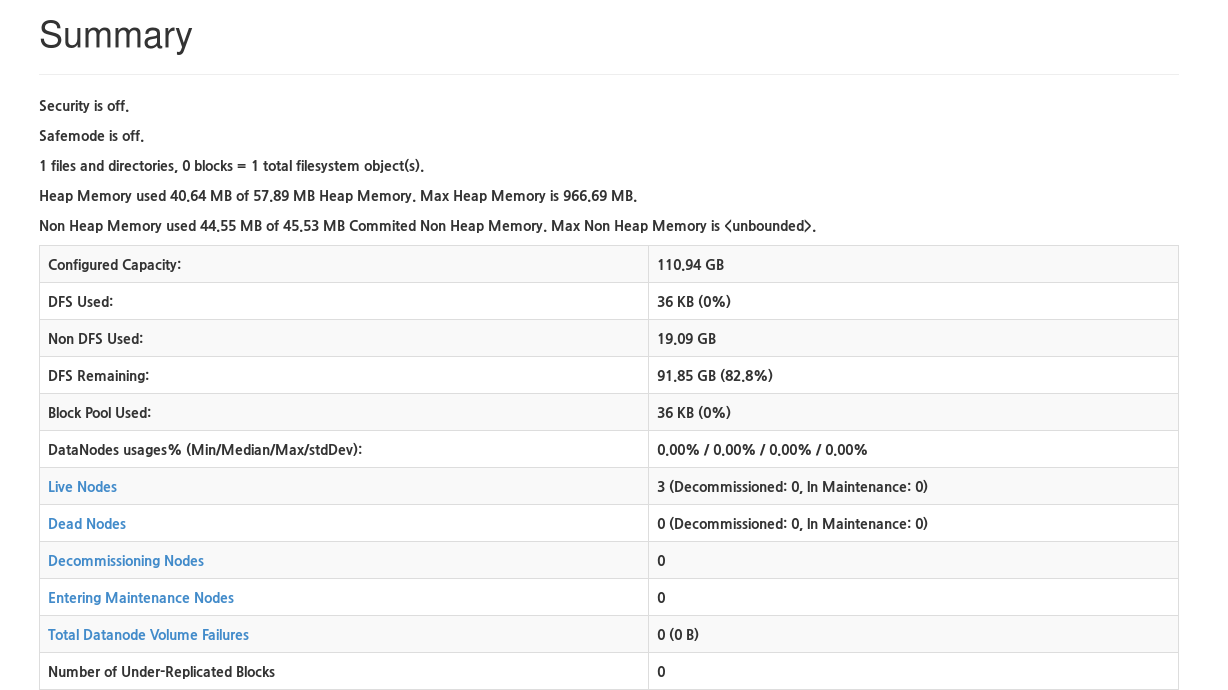 Summary
Security is off.
Safemode is off.
1 files and directories, 0 blocks = 1 total filesystem object(s).
Heap Memory used 40.64 MB of 57.89 MB Heap Memory. Max Heap Memory is 966.69 MB.
Non Heap Memory used 44.55 MB of 45.53 MB Commited Non Heap Memory. Max Non Heap Memory is <unbounded>.
Configured Capacity: 110.94 GB
DFS Used: 36 KB (0%)
Non DFS Used: 19.09 GB
DFS Remaining: 91.85 GB (82.8%)
Block Pool Used: 36 KB (0%)
DataNodes usages% (Min/Median/Max/stdDev): 0.00% / 0.00% / 0.00% / 0.00%
Live Nodes 3 (Decommissioned: 0, In Maintenance: 0)
Dead Nodes 0 (Decommissioned: 0, In Maintenance: 0)
Decommissioning Nodes 0
Entering Maintenance Nodes 0
Total Datanode Volume Failures 0 (0 B)
Number of Under-Replicated Blocks 0